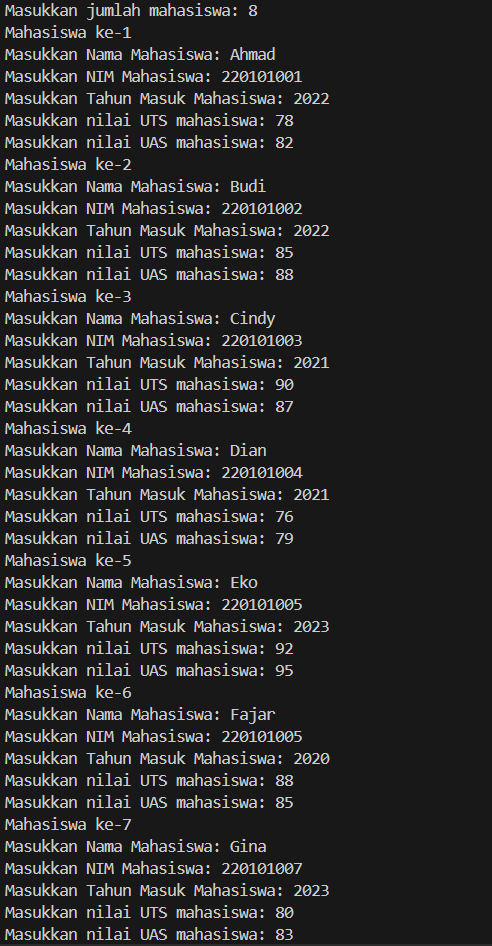 Masukkan jumlah mahasiswa: 8
Mahasiswa ke-1
Masukkan Nama Mahasiswa: Ahmad
Masukkan NIM Mahasiswa: 220101001
Masukkan Tahun Masuk Mahasiswa: 2022
Masukkan nilai UTS mahasiswa: 78
Masukkan nilai UAS mahasiswa: 82
Mahasiswa ke-2
Masukkan Nama Mahasiswa: Budi
Masukkan NIM Mahasiswa: 220101002
Masukkan Tahun Masuk Mahasiswa: 2022
Masukkan nilai UTS mahasiswa: 85
Masukkan nilai UAS mahasiswa: 88
Mahasiswa ke-3
Masukkan Nama Mahasiswa: Cindy
Masukkan NIM Mahasiswa: 220101003
Masukkan Tahun Masuk Mahasiswa: 2021
Masukkan nilai UTS mahasiswa: 90
Masukkan nilai UAS mahasiswa: 87
Mahasiswa ke-4
Masukkan Nama Mahasiswa: Dian
Masukkan NIM Mahasiswa: 220101004
Masukkan Tahun Masuk Mahasiswa: 2021
Masukkan nilai UTS mahasiswa: 76
Masukkan nilai UAS mahasiswa: 79
Mahasiswa ke-5
Masukkan Nama Mahasiswa: Eko
Masukkan NIM Mahasiswa: 220101005
Masukkan Tahun Masuk Mahasiswa: 2023
Masukkan nilai UTS mahasiswa: 92
Masukkan nilai UAS mahasiswa: 95
Mahasiswa ke-6
Masukkan Nama Mahasiswa: Fajar
Masukkan NIM Mahasiswa: 220101005
Masukkan Tahun Masuk Mahasiswa: 2020
Masukkan nilai UTS mahasiswa: 88
Masukkan nilai UAS mahasiswa: 85
Mahasiswa ke-7
Masukkan Nama Mahasiswa: Gina
Masukkan NIM Mahasiswa: 220101007
Masukkan Tahun Masuk Mahasiswa: 2023
Masukkan nilai UTS mahasiswa: 80
Masukkan nilai UAS mahasiswa: 83